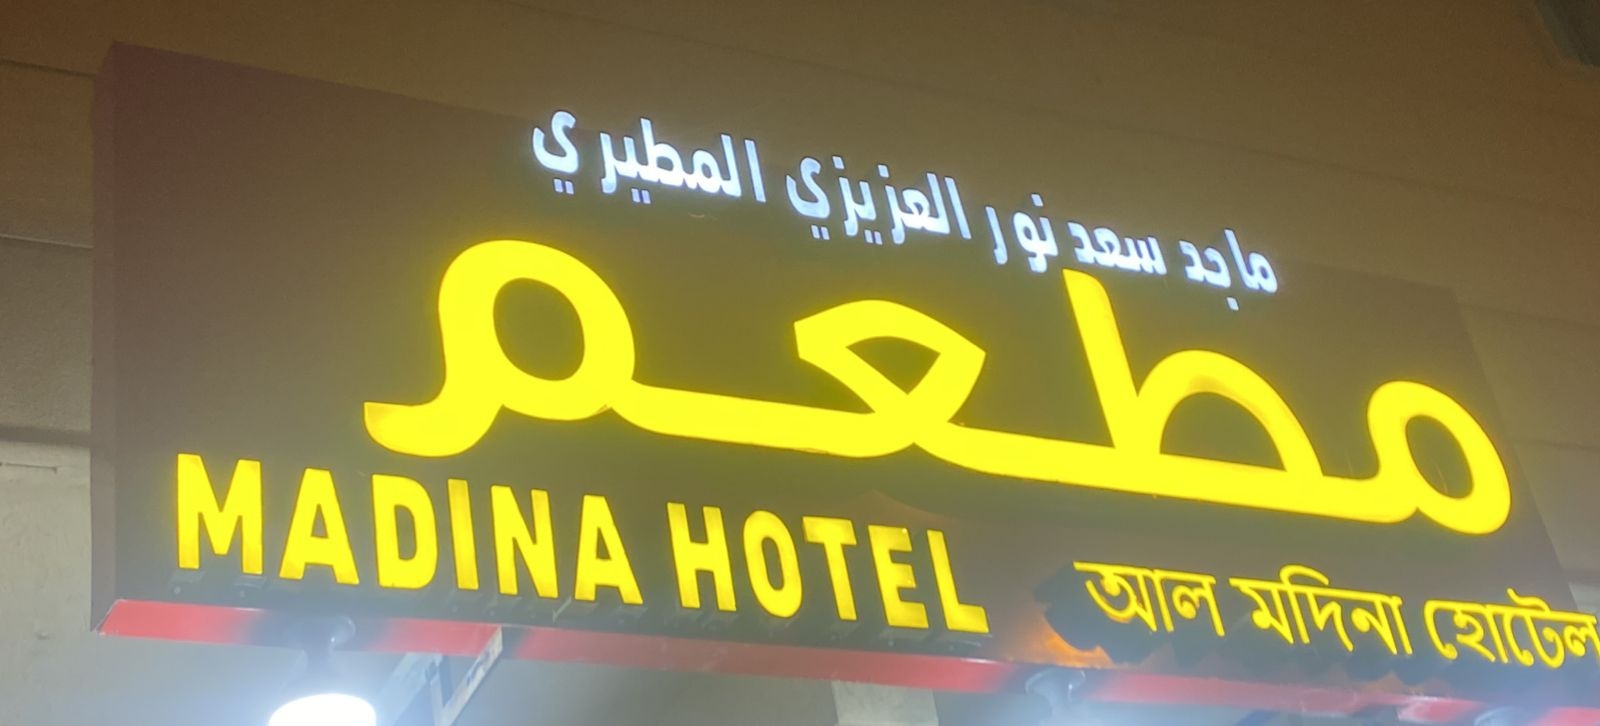 ماجد سعد نور العزيزي المطيري
مطعم
MADINA HOTEL
আল মদিনা হোটেল